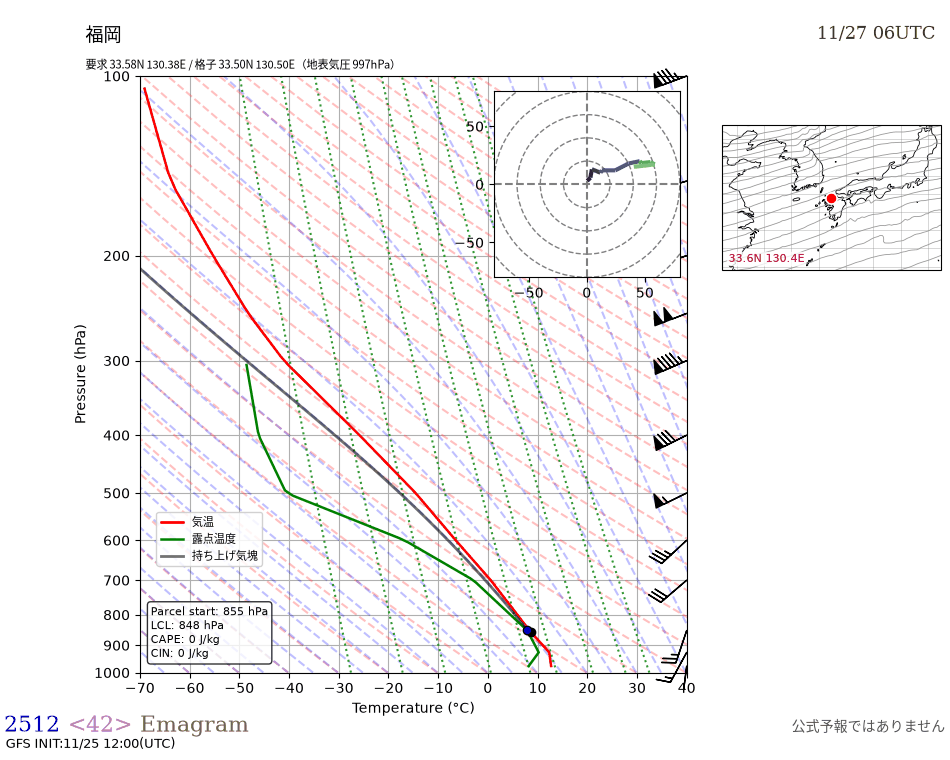 福岡
11/27 06UTC
要求 33.58N 130.38E / 格子 33.50N 130.50E（地表気圧 997hPa）
100
200
300
400
500
600
700
800
900
1000
Pressure (hPa)
−70 −60 −50 −40 −30 −20 −10 0 10 20 30 40
Temperature (°C)
50
0
−50
−50 0 50
33.6N 130.4E
気温
露点温度
持ち上げ気塊
Parcel start: 855 hPa
LCL: 848 hPa
CAPE: 0 J/kg
CIN: 0 J/kg
2512 <42> Emagram
GFS INIT:11/25 12:00(UTC)
公式予報ではありません